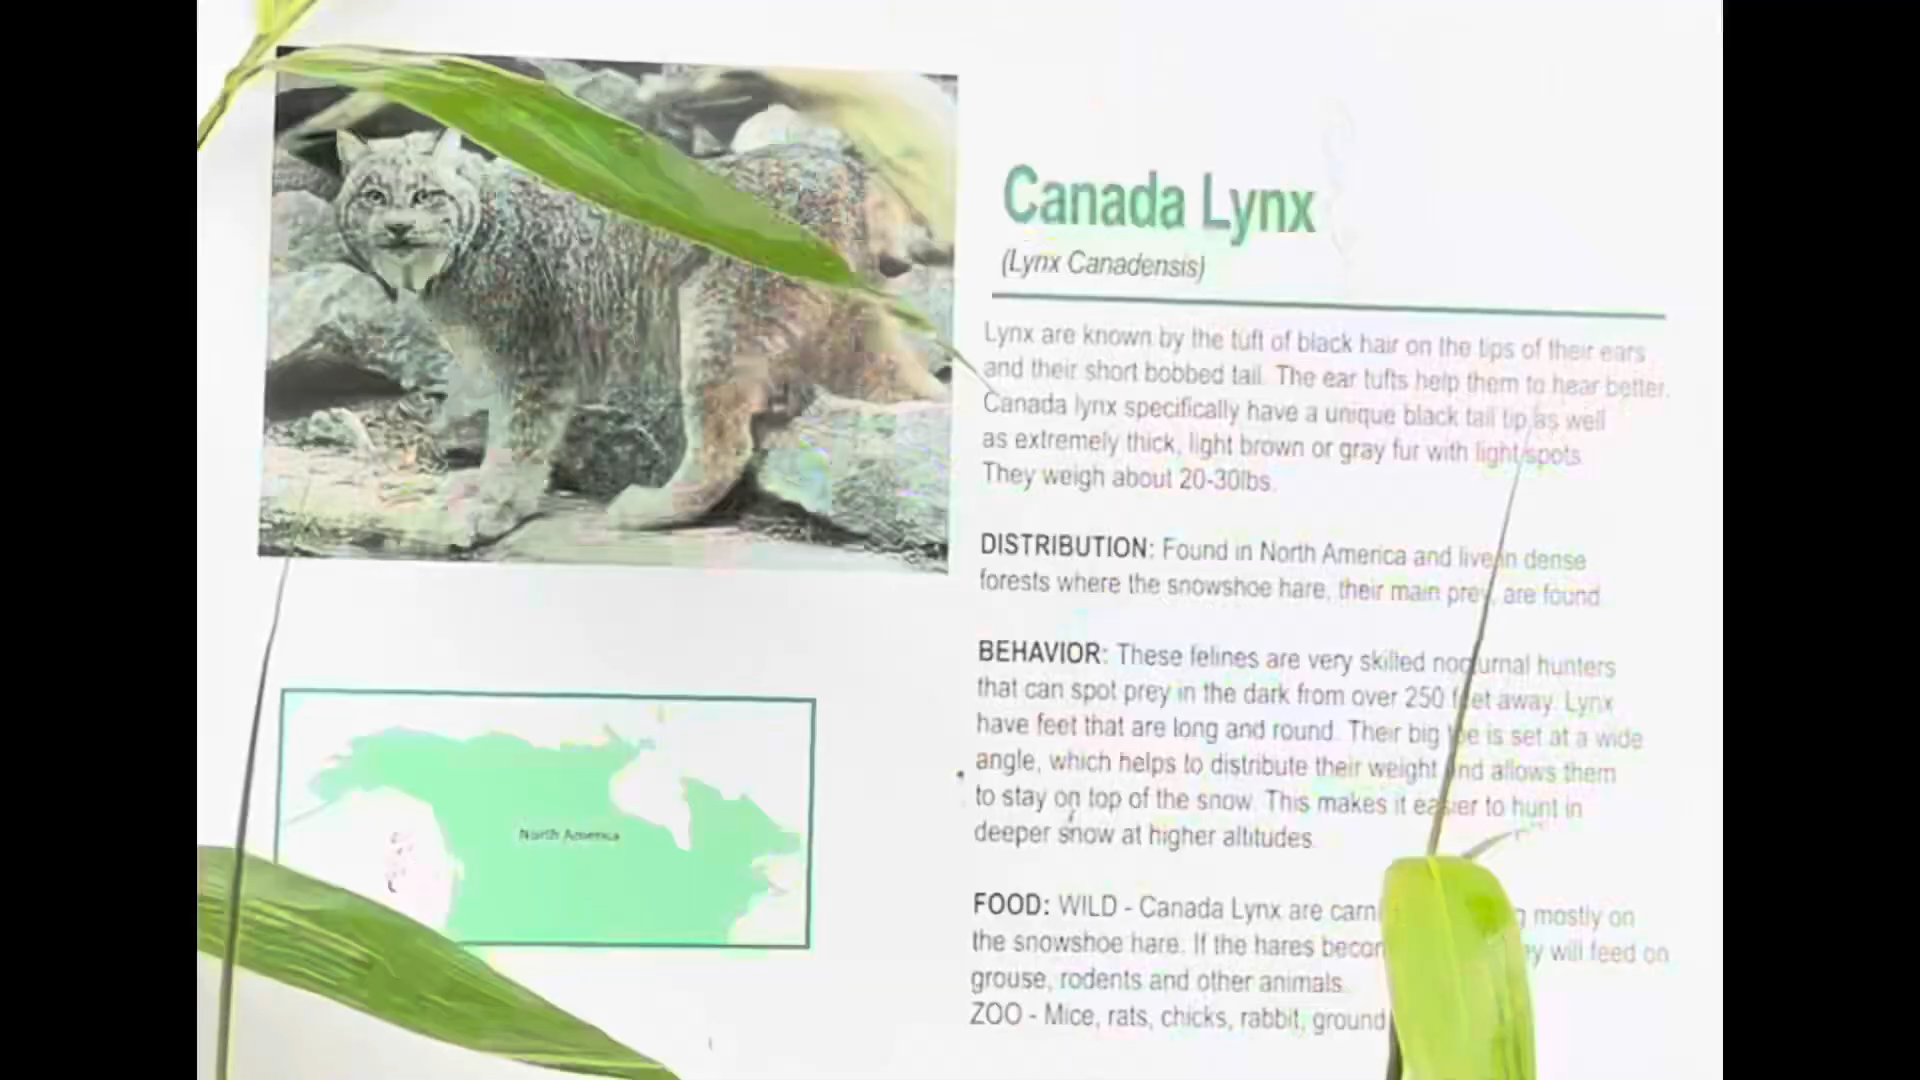 Canada Lynx
(Lynx Canadensis)
Lynx are known by the tuft of black hair on the tips of their ears
and their short bobbed tail. The ear tufts help them to hear better.
Canada lynx specifically have a unique black tail tip as well
as extremely thick, light brown or gray fur with light spots.
They weigh about 20-30lbs.
DISTRIBUTION: Found in North America and live in dense
forests where the snowshoe hare, their main prey, are found.
BEHAVIOR: These felines are very skilled nocturnal hunters
that can spot prey in the dark from over 250 feet away. Lynx
have feet that are long and round. Their big toe is set at a wide
angle, which helps to distribute their weight and allows them
to stay on top of the snow. This makes it easier to hunt in
deeper snow at higher altitudes.
FOOD: WILD - Canada Lynx are mostly on
the snowshoe hare. If the hares will feed on
grouse, rodents and other animals.
ZOO - Mice, rats, chicks, rabbit, ground
North America